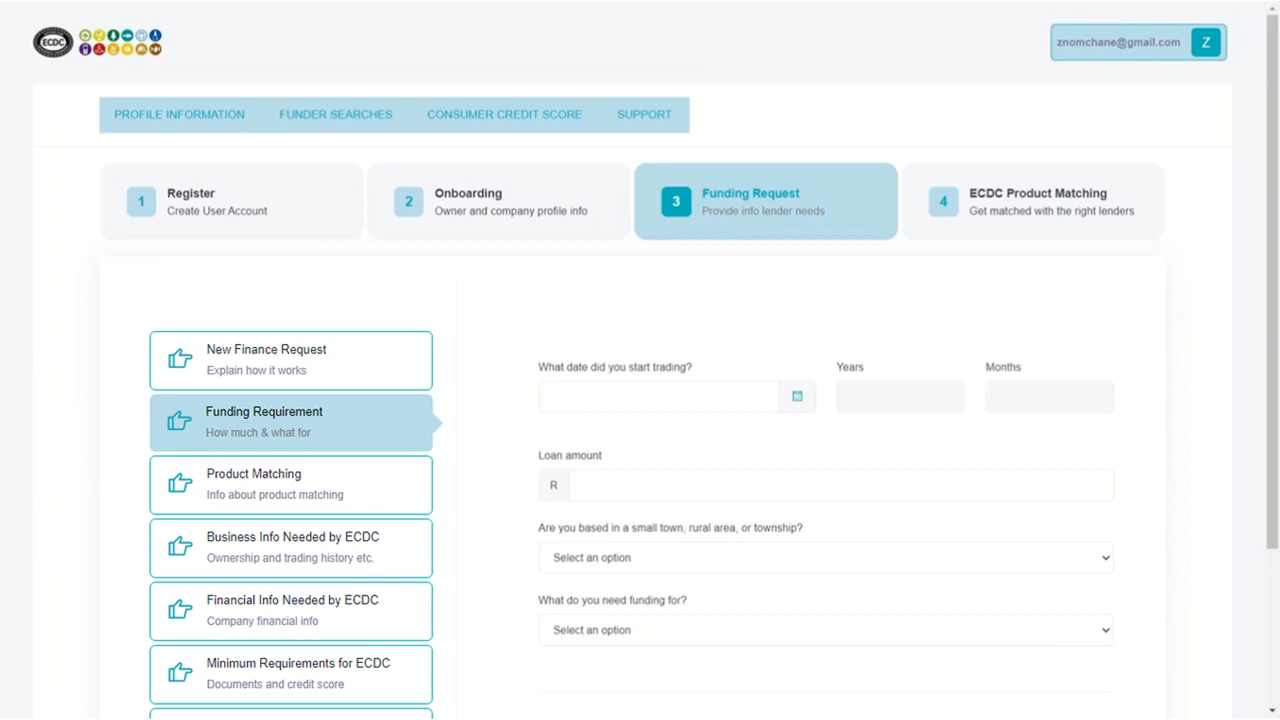 ECDC
znomchane@gmail.com
Z
PROFILE INFORMATION
FUNDER SEARCHES
CONSUMER CREDIT SCORE
SUPPORT
1
Register
Create User Account
2
Onboarding
Owner and company profile info
3
Funding Request
Provide info lender needs
4
ECDC Product Matching
Get matched with the right lenders
New Finance Request
Explain how it works
Funding Requirement
How much & what for
Product Matching
Info about product matching
Business Info Needed by ECDC
Ownership and trading history etc.
Financial Info Needed by ECDC
Company financial info
Minimum Requirements for ECDC
Documents and credit score
What date did you start trading?
Years
Months
Loan amount
R
Are you based in a small town, rural area, or township?
Select an option
What do you need funding for?
Select an option